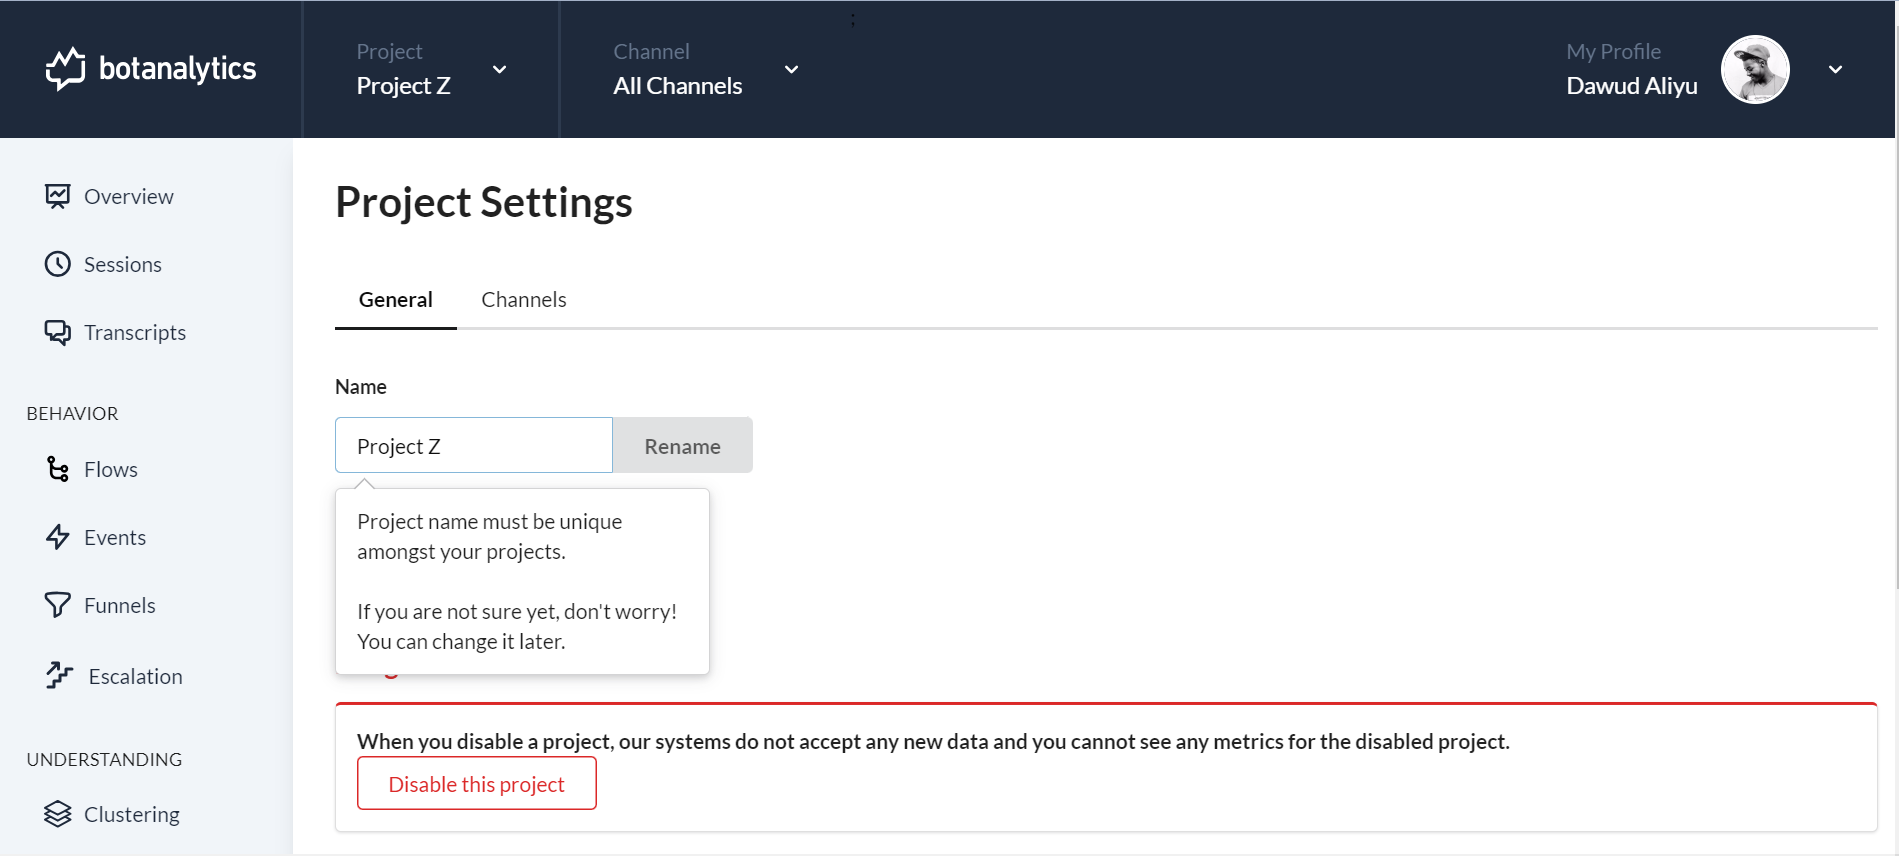 ;
botanalytics
Project
Project Z
Channel
All Channels
My Profile
Dawud Aliyu
Overview
Sessions
Transcripts
BEHAVIOR
Flows
Events
Funnels
Escalation
UNDERSTANDING
Clustering
Project Settings
General
Channels
Name
Project Z
Rename
Project name must be unique
amongst your projects.
If you are not sure yet, don't worry!
You can change it later.
When you disable a project, our systems do not accept any new data and you cannot see any metrics for the disabled project.
Disable this project